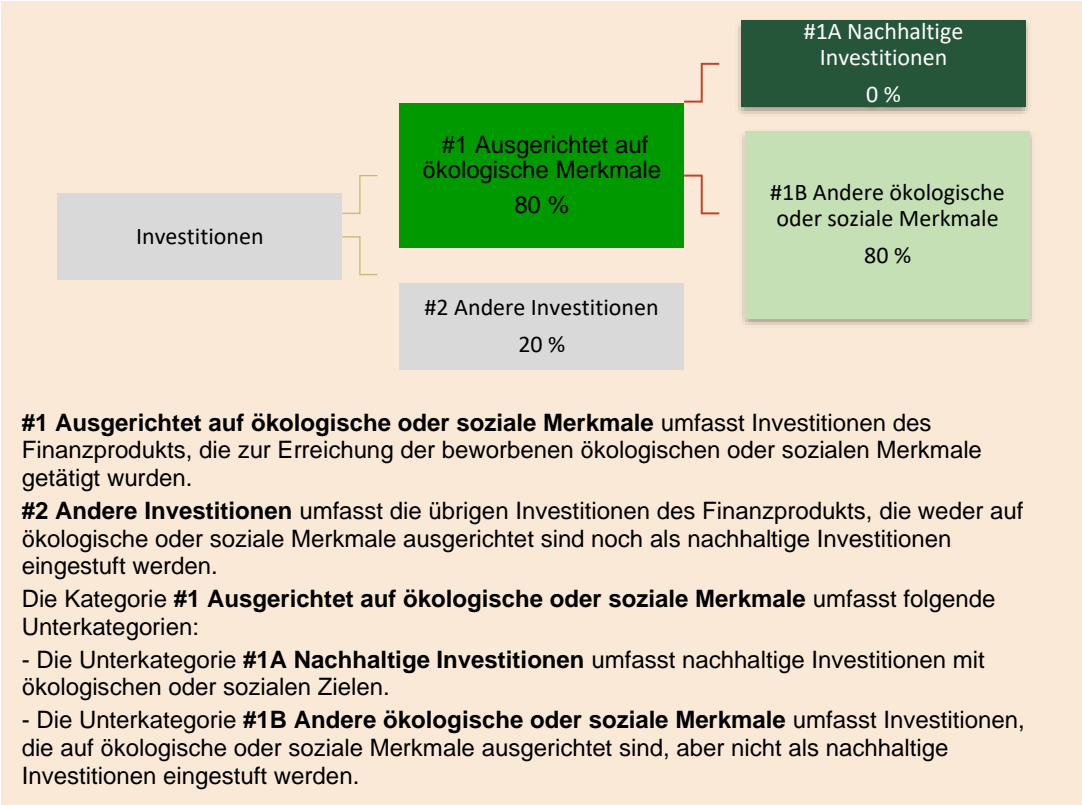 #1A Nachhaltige
Investitionen
0 %
#1 Ausgerichtet auf
ökologische Merkmale
80 %
#1B Andere ökologische
oder soziale Merkmale
80 %
Investitionen
#2 Andere Investitionen
20 %
#1 Ausgerichtet auf ökologische oder soziale Merkmale umfasst Investitionen des
Finanzprodukts, die zur Erreichung der beworbenen ökologischen oder sozialen Merkmale
getätigt wurden.
#2 Andere Investitionen umfasst die übrigen Investitionen des Finanzprodukts, die weder auf
ökologische oder soziale Merkmale ausgerichtet sind noch als nachhaltige Investitionen
eingestuft werden.
Die Kategorie #1 Ausgerichtet auf ökologische oder soziale Merkmale umfasst folgende
Unterkategorien:
- Die Unterkategorie #1A Nachhaltige Investitionen umfasst nachhaltige Investitionen mit
ökologischen oder sozialen Zielen.
- Die Unterkategorie #1B Andere ökologische oder soziale Merkmale umfasst Investitionen,
die auf ökologische oder soziale Merkmale ausgerichtet sind, aber nicht als nachhaltige
Investitionen eingestuft werden.